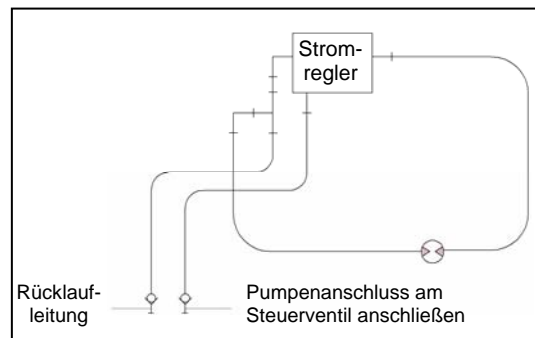 Strom-
regler
Rücklauf-
leitung
Pumpenanschluss am
Steuerventil anschließen